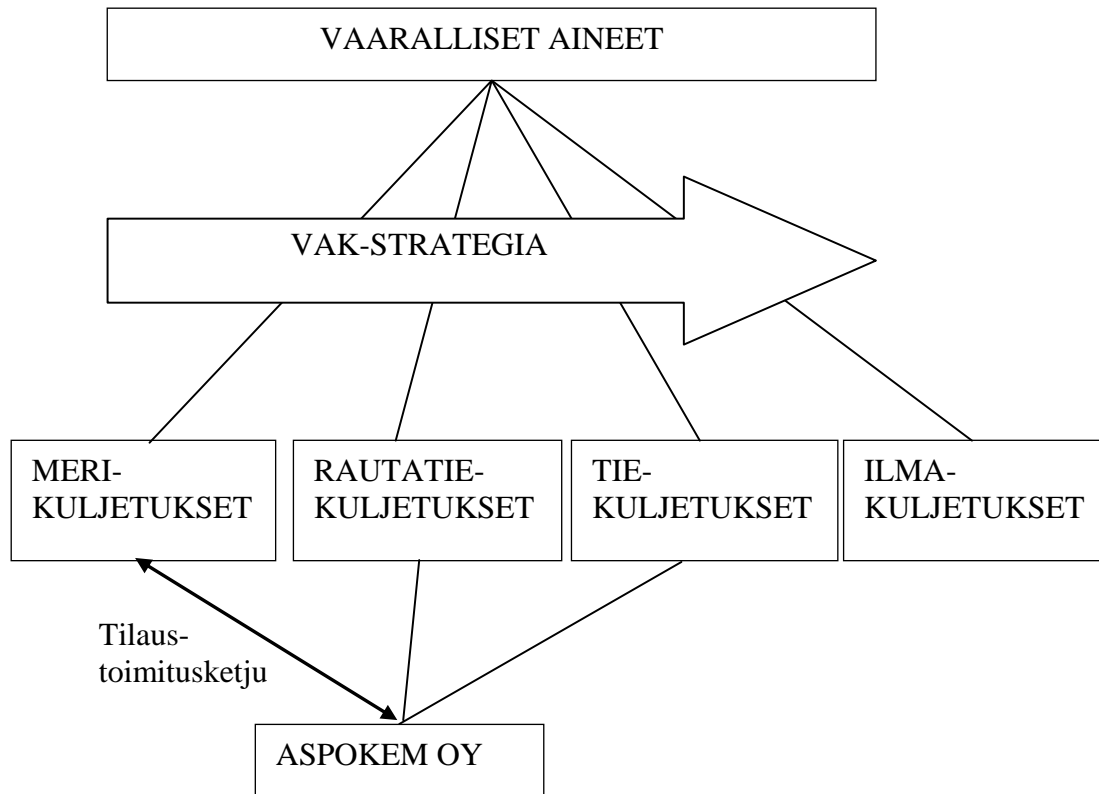 VAARALLISET AINEET
VAK-STRATEGIA
MERI-
KULJETUKSET
RAUTATIE-
KULJETUKSET
TIE-
KULJETUKSET
ILMA-
KULJETUKSET
Tilaus-
toimitusketju
ASPOKEM OY